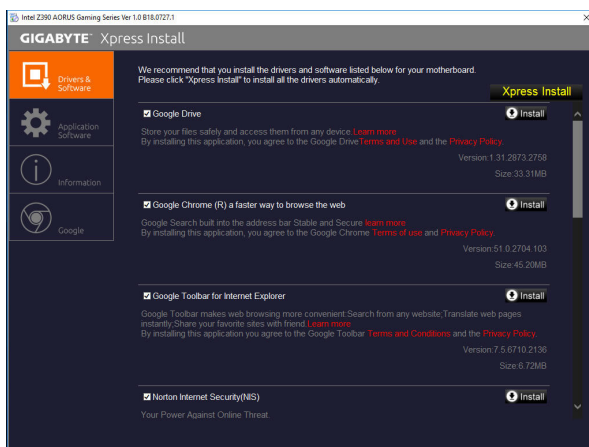 Intel Z390 AORUS Gaming Series Ver 1.0 B18.0727.1
GIGABYTE™ Xpress Install
Drivers &
Software
Application
Software
Information
Google
We recommend that you install the drivers and software listed below for your motherboard.
Please click "Xpress Install" to install all the drivers automatically.
Xpress Install
Google Drive
Install
Store your files safely and access them from any device.Learn more
By installing this application, you agree to the Google DriveTerms and Use and the Privacy Policy.
Version:1.31.2873.2758
Size:33.31MB
Google Chrome (R) a faster way to browse the web
Install
Google Search built into the address bar Stable and Secure learn more
By installing this application, you agree to the Google Chrome Terms of use and Privacy Policy.
Version:51.0.2704.103
Size:45.20MB
Google Toolbar for Internet Explorer
Install
Google Toolbar makes web browsing more convenient:Search from any website;Translate web pages
instantly;Share your favorite sites with friend.Learn more
By installing this application you agree to the Google Toolbar Terms and Conditions and the Privacy Policy.
Version:7.5.6710.2136
Size:6.72MB
Norton Internet Security(NIS)
Install
Your Power Against Online Threat.